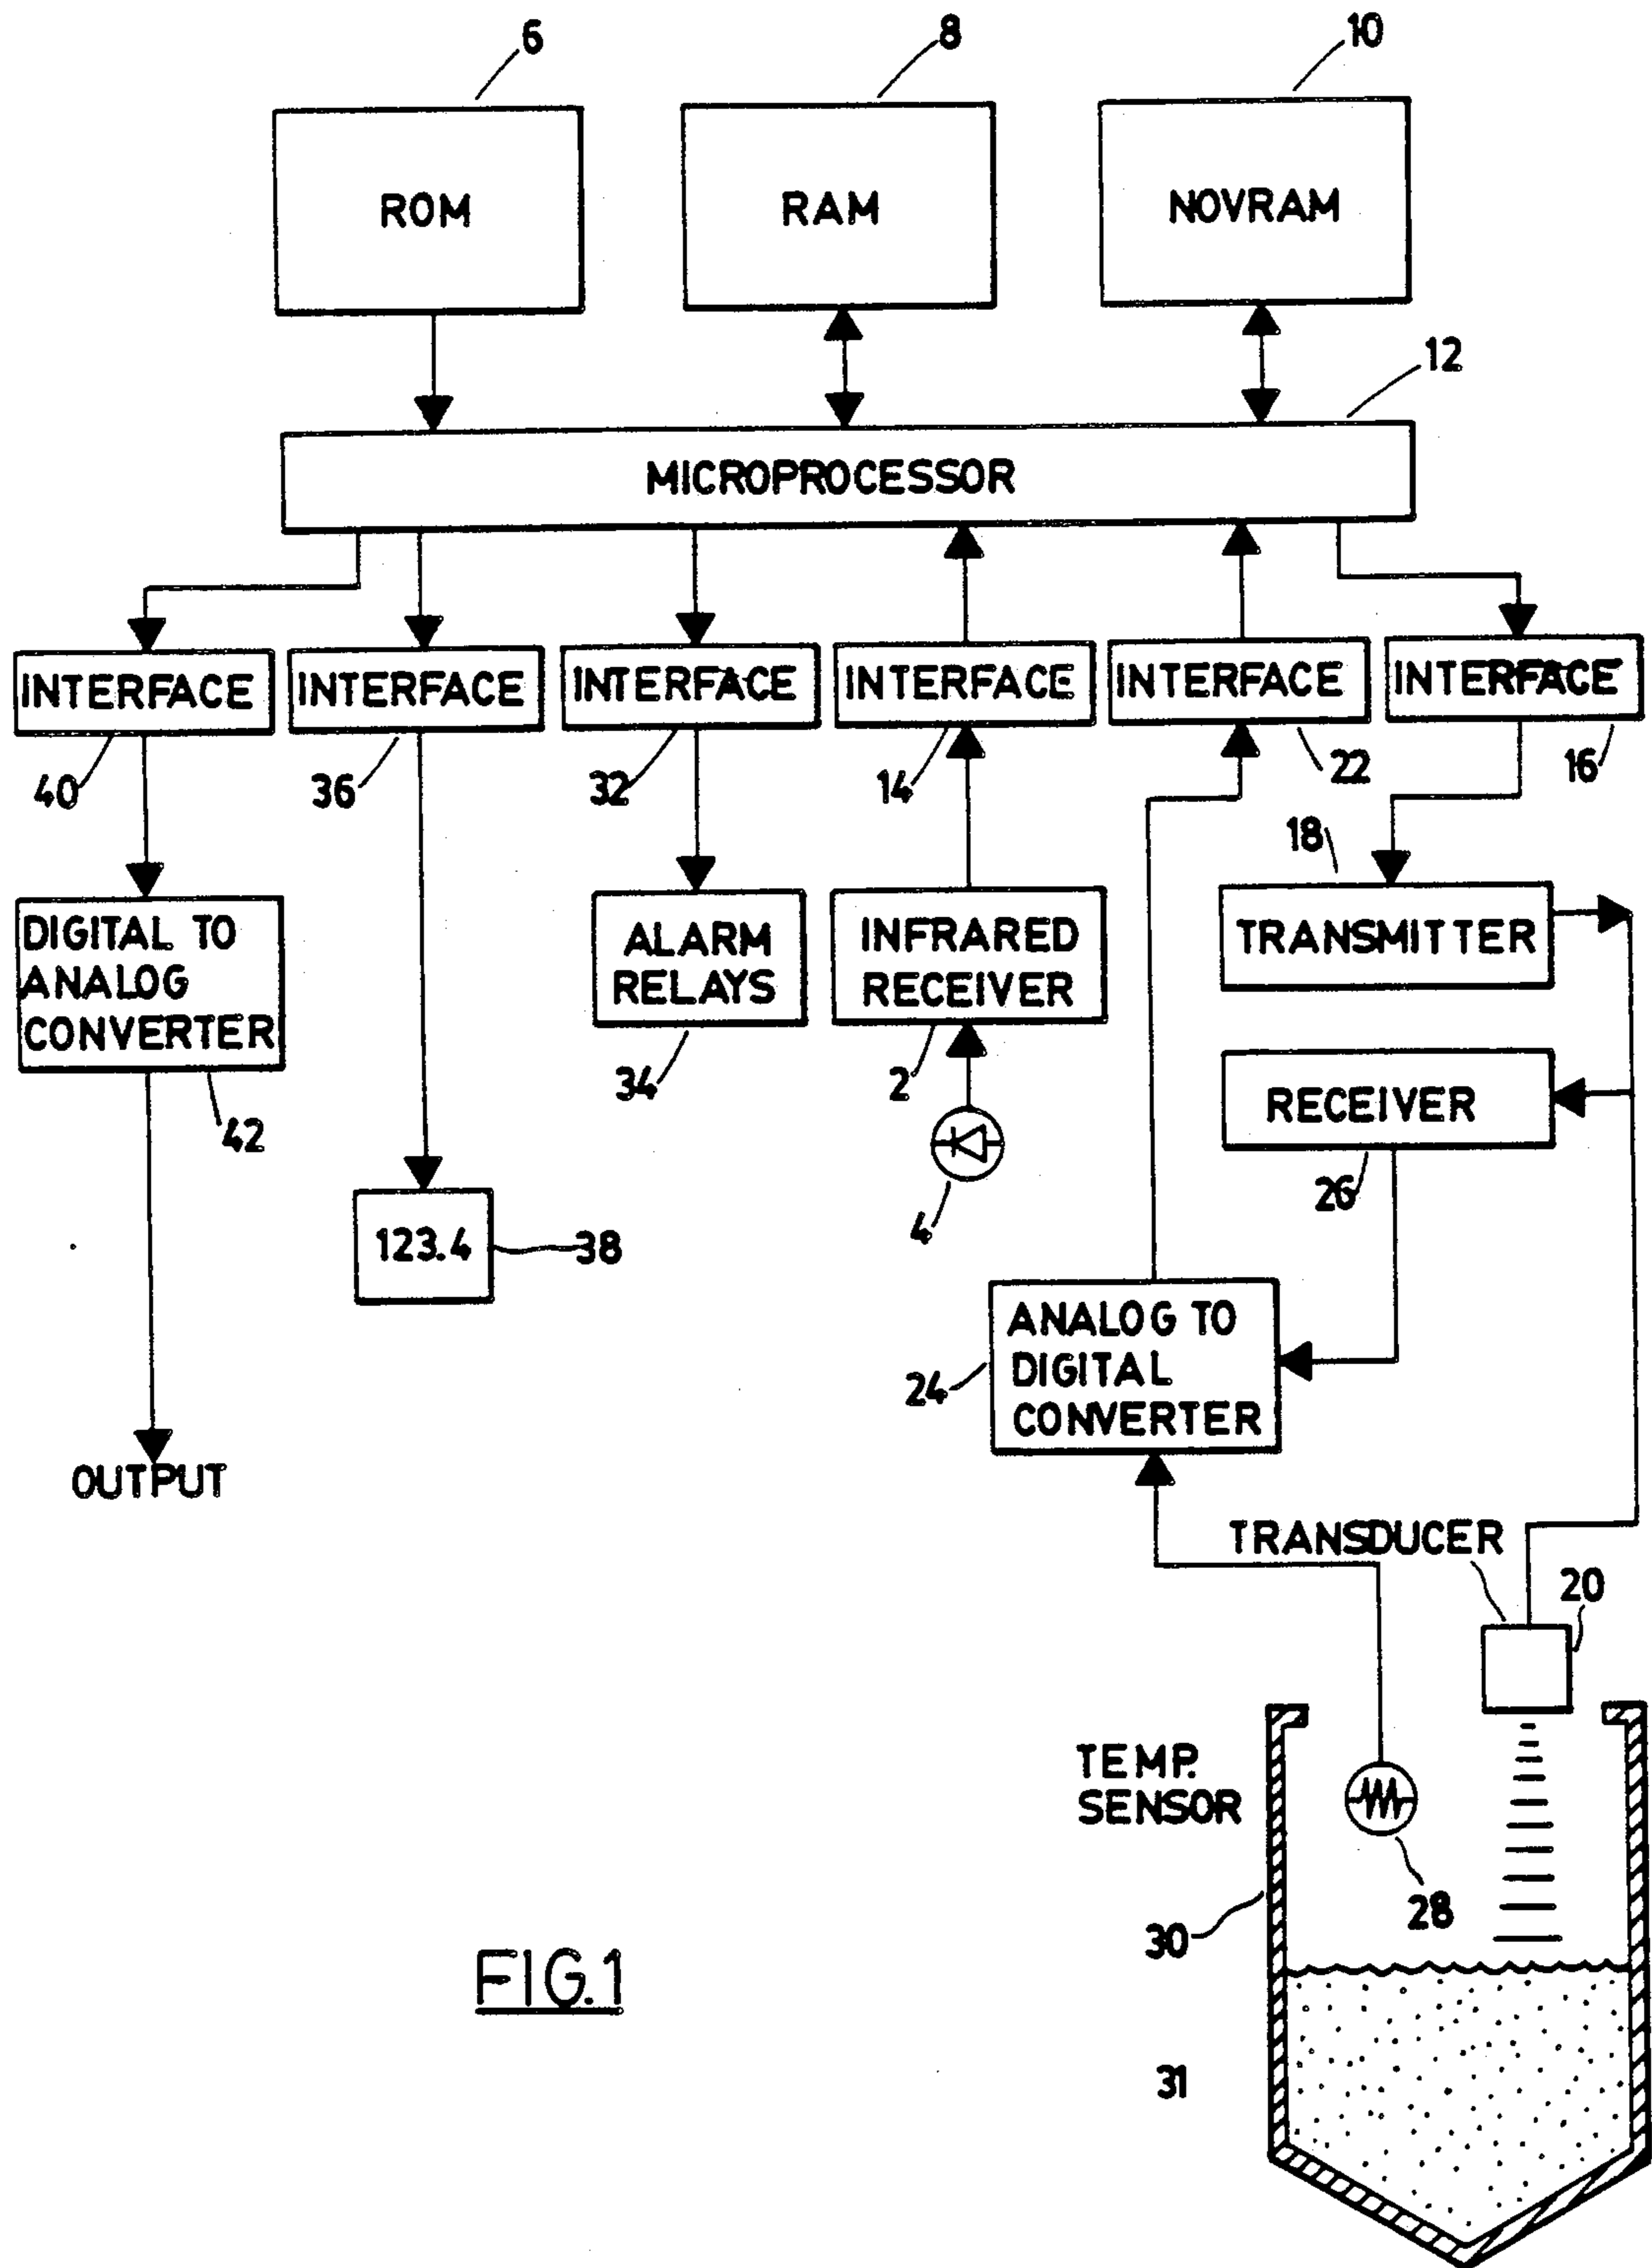 6
8
10
ROM
RAM
NOVRAM
12
MICROPROCESSOR
INTERFACE
INTERFACE
INTERFACE
INTERFACE
INTERFACE
INTERFACE
40
36
32
14
22
16
18
DIGITAL TO
ANALOG
CONVERTER
ALARM
RELAYS
INFRARED
RECEIVER
TRANSMITTER
42
34
2
RECEIVER
26
4
123.4
38
ANALOG TO
DIGITAL
CONVERTER
24
OUTPUT
TRANSDUCER
20
TEMP.
SENSOR
28
30
FIG.1
31